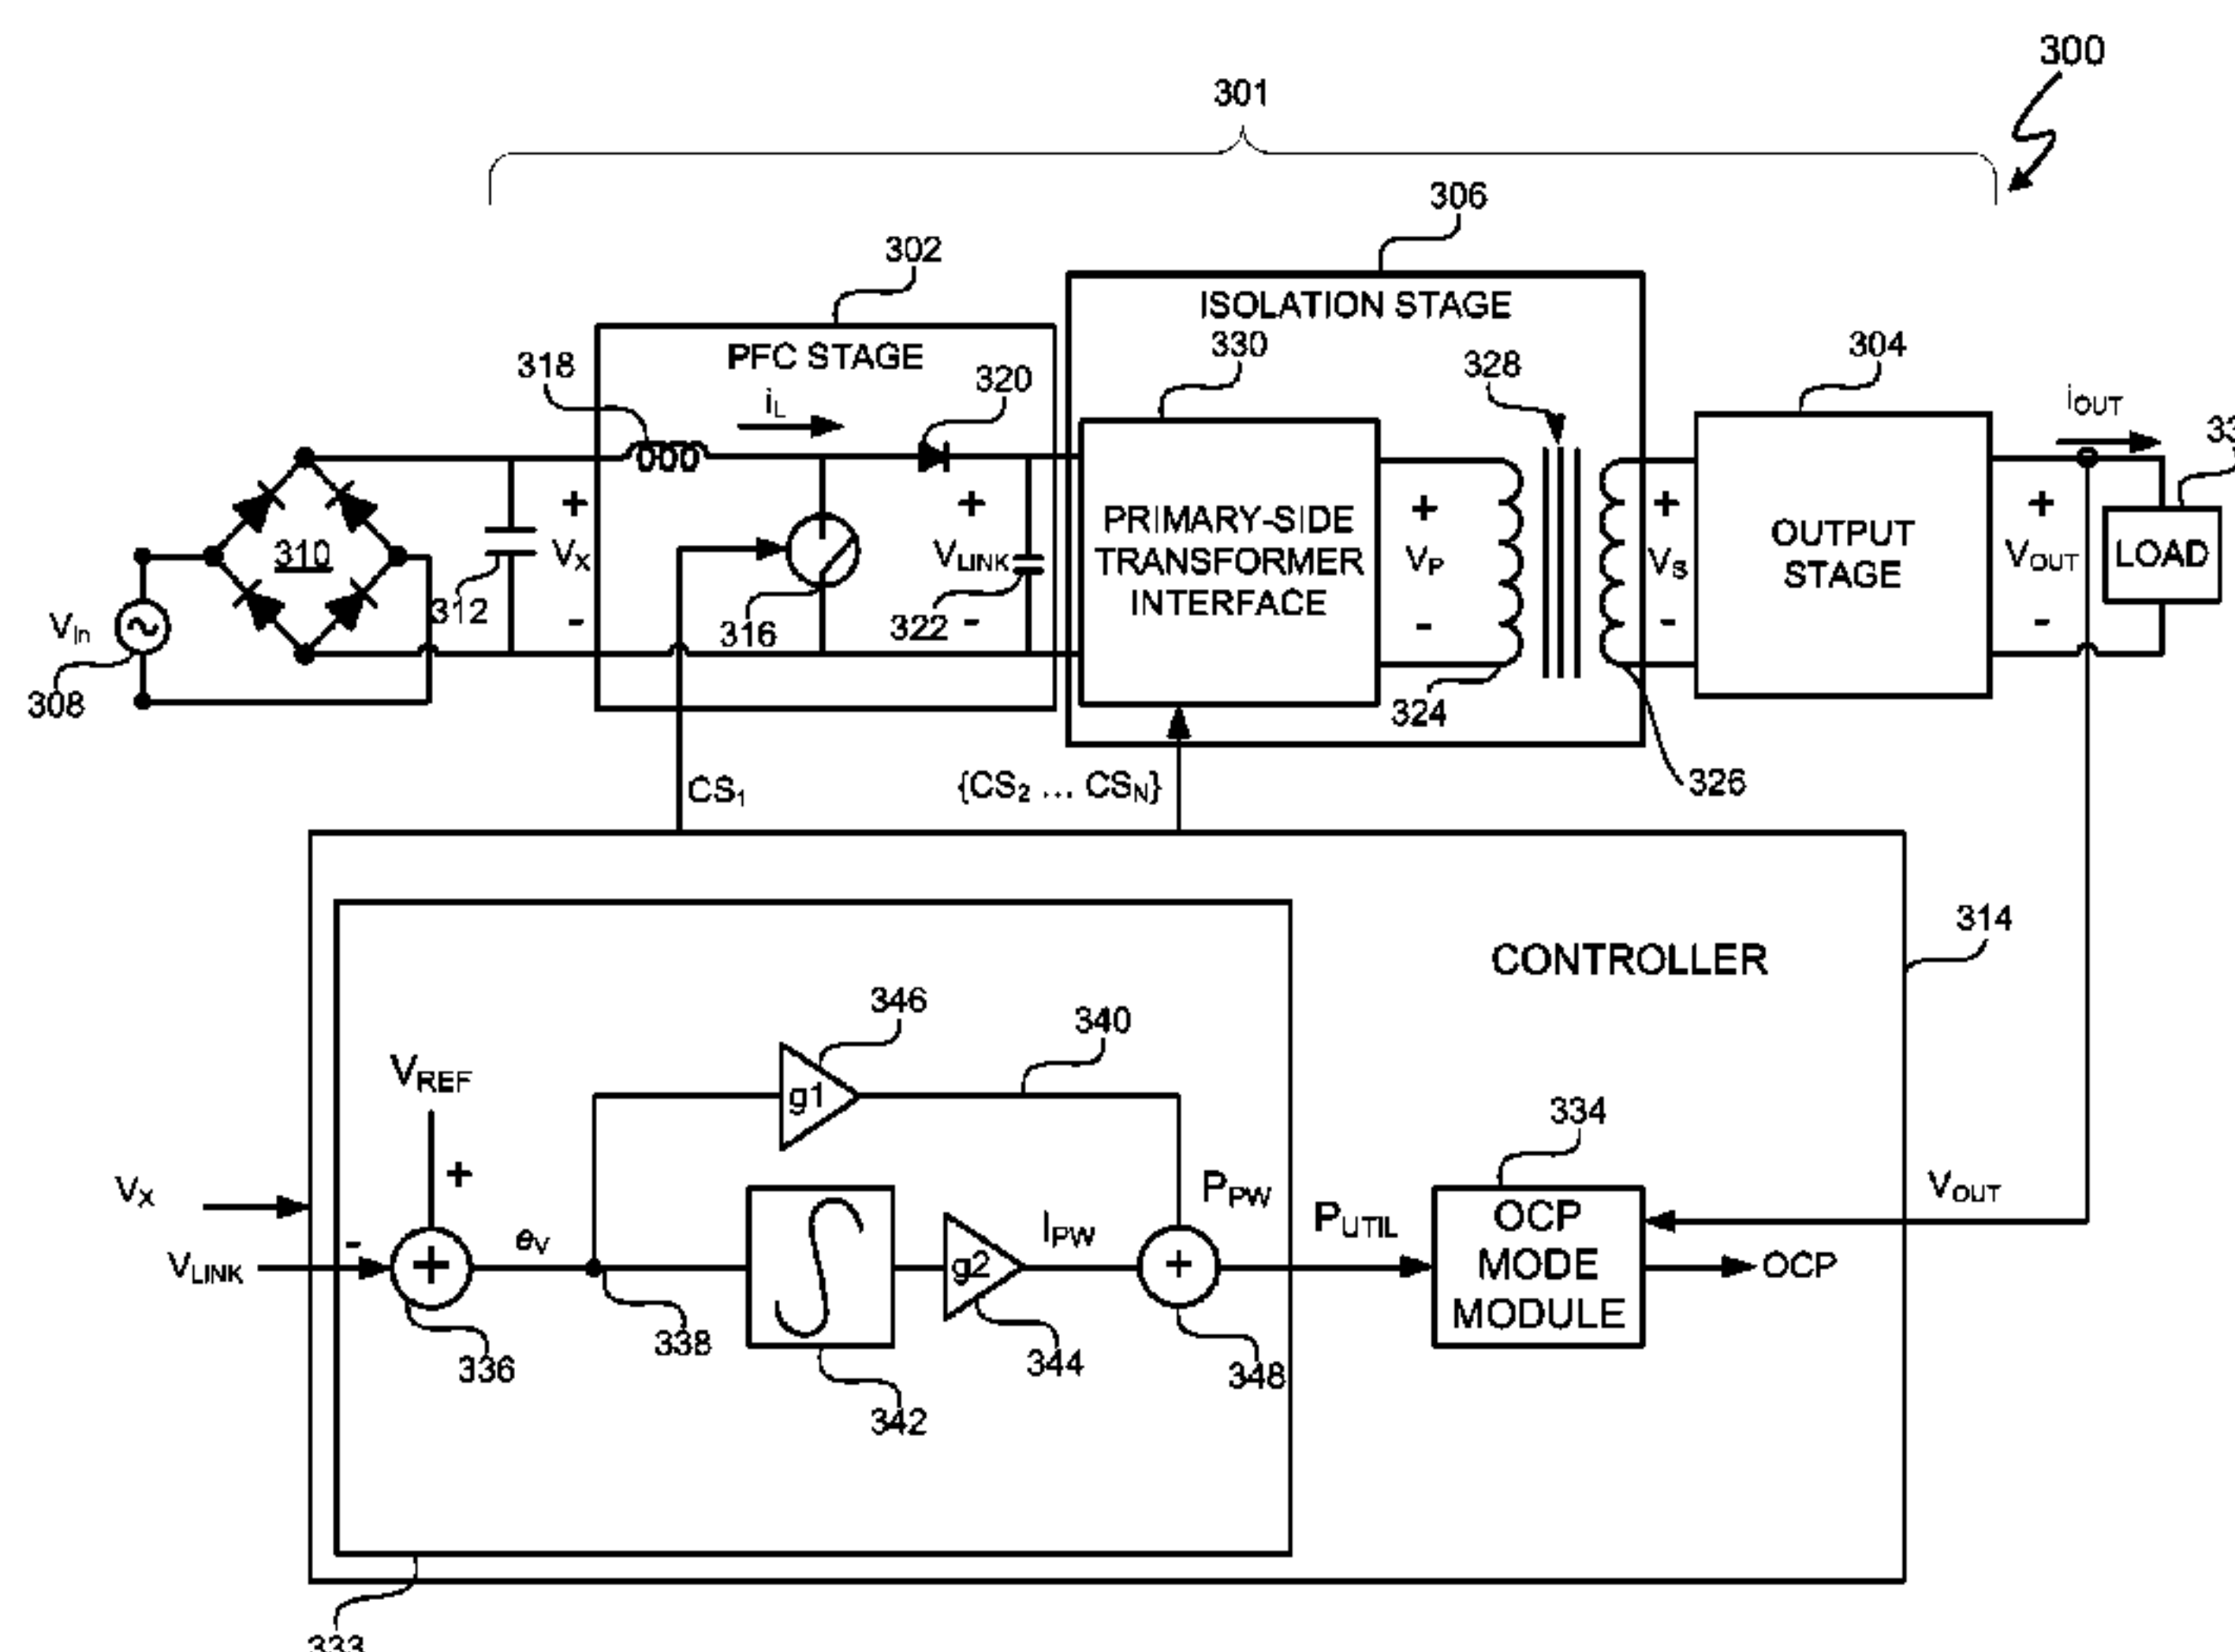 300
301
306
302
ISOLATION STAGE
PFC STAGE
330
304
318
320
328
iL
iOUT
310
+
VX
-
+
VLINK
-
PRIMARY-SIDE
TRANSFORMER
INTERFACE
+
VP
-
+
VS
-
OUTPUT
STAGE
+
VOUT
-
LOAD
312
VIn
316
322
308
324
326
CS1
{CS2 ... CSN}
314
CONTROLLER
346
340
VREF
g1
334
+
VX
PPW
PUTIL
OCP
MODE
MODULE
VOUT
-
VLINK
+
eV
g2
IPW
+
OCP
336
338
344
348
342
333